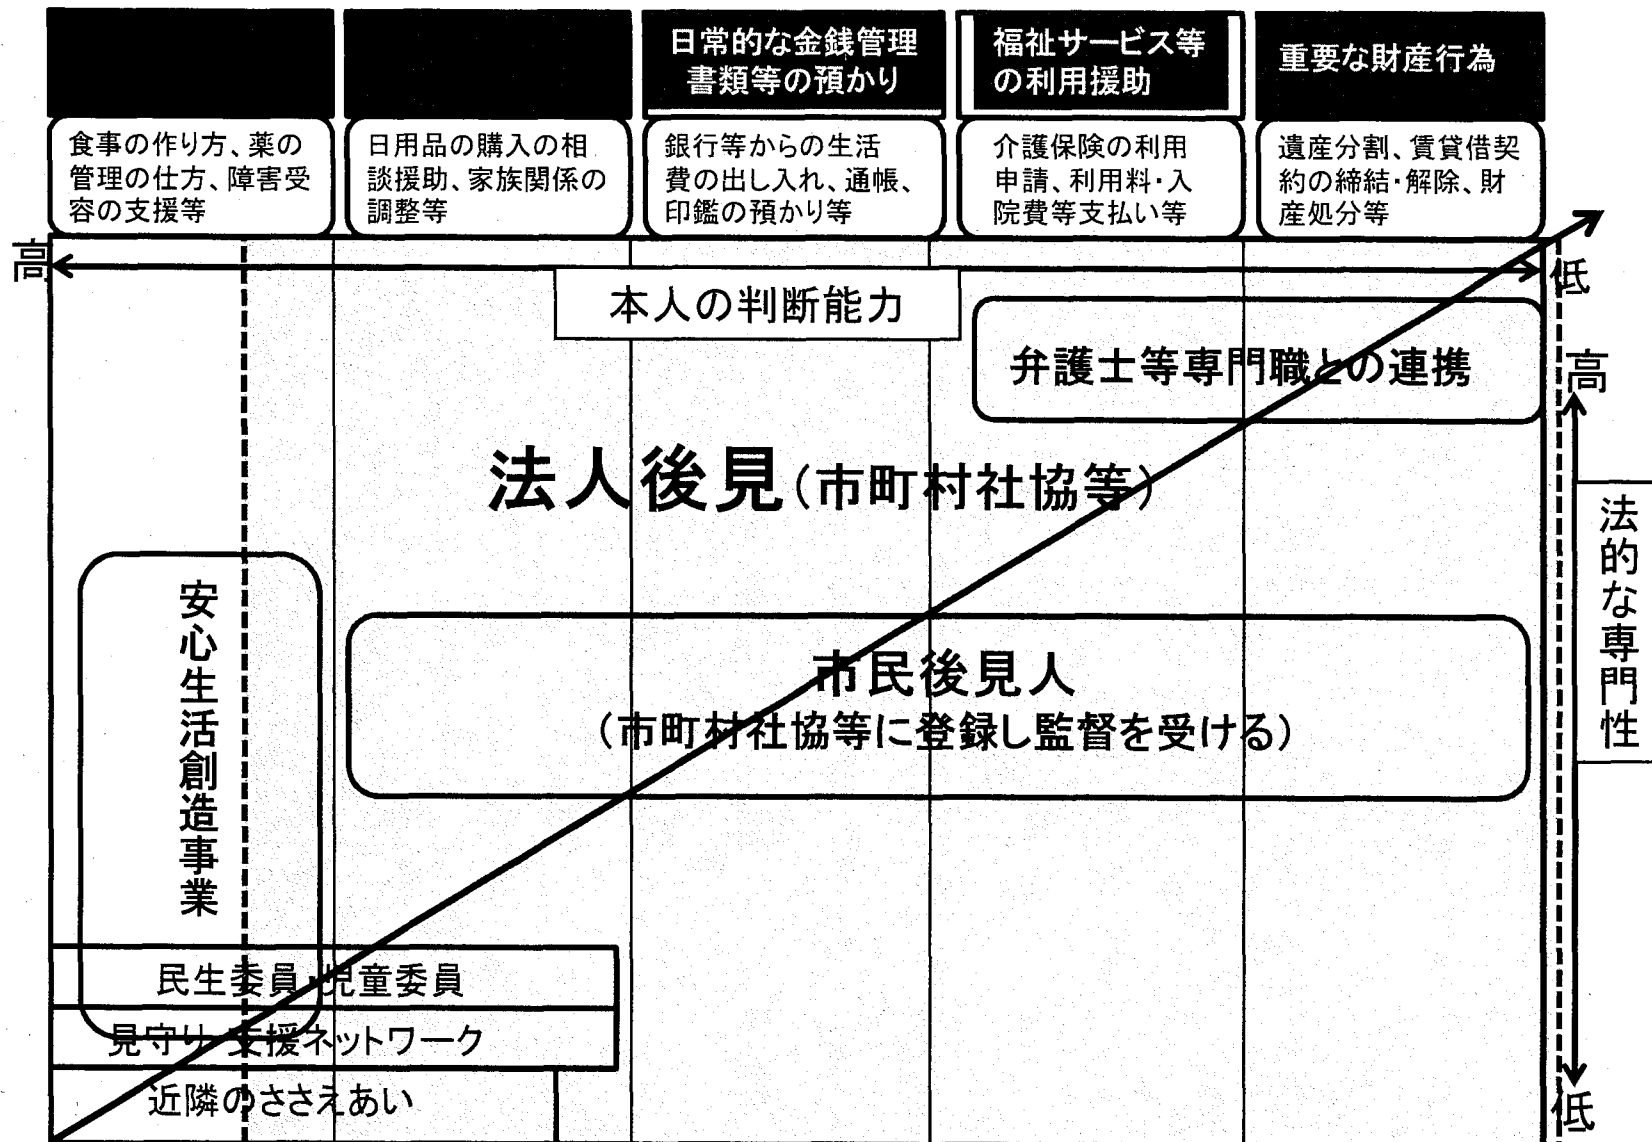 日常的な金銭管理
書類等の預かり
福祉サービス等
の利用援助
重要な財産行為
食事の作り方、薬の
管理の仕方、障害受
容の支援等
日用品の購入の相
談援助、家族関係の
調整等
銀行等からの生活
費の出し入れ、通帳、
印鑑の預かり等
介護保険の利用
申請、利用料・入
院費等支払い等
遺産分割、賃貸借契
約の締結・解除、財
産処分等
高
本人の判断能力
低
弁護士等専門職との連携
高
法人後見(市町村社協等)
法的な専門性
安心生活創造事業
市民後見人
(市町村社協等に登録し監督を受ける)
民生委員・児童委員
見守り・支援ネットワーク
近隣のささえあい
低